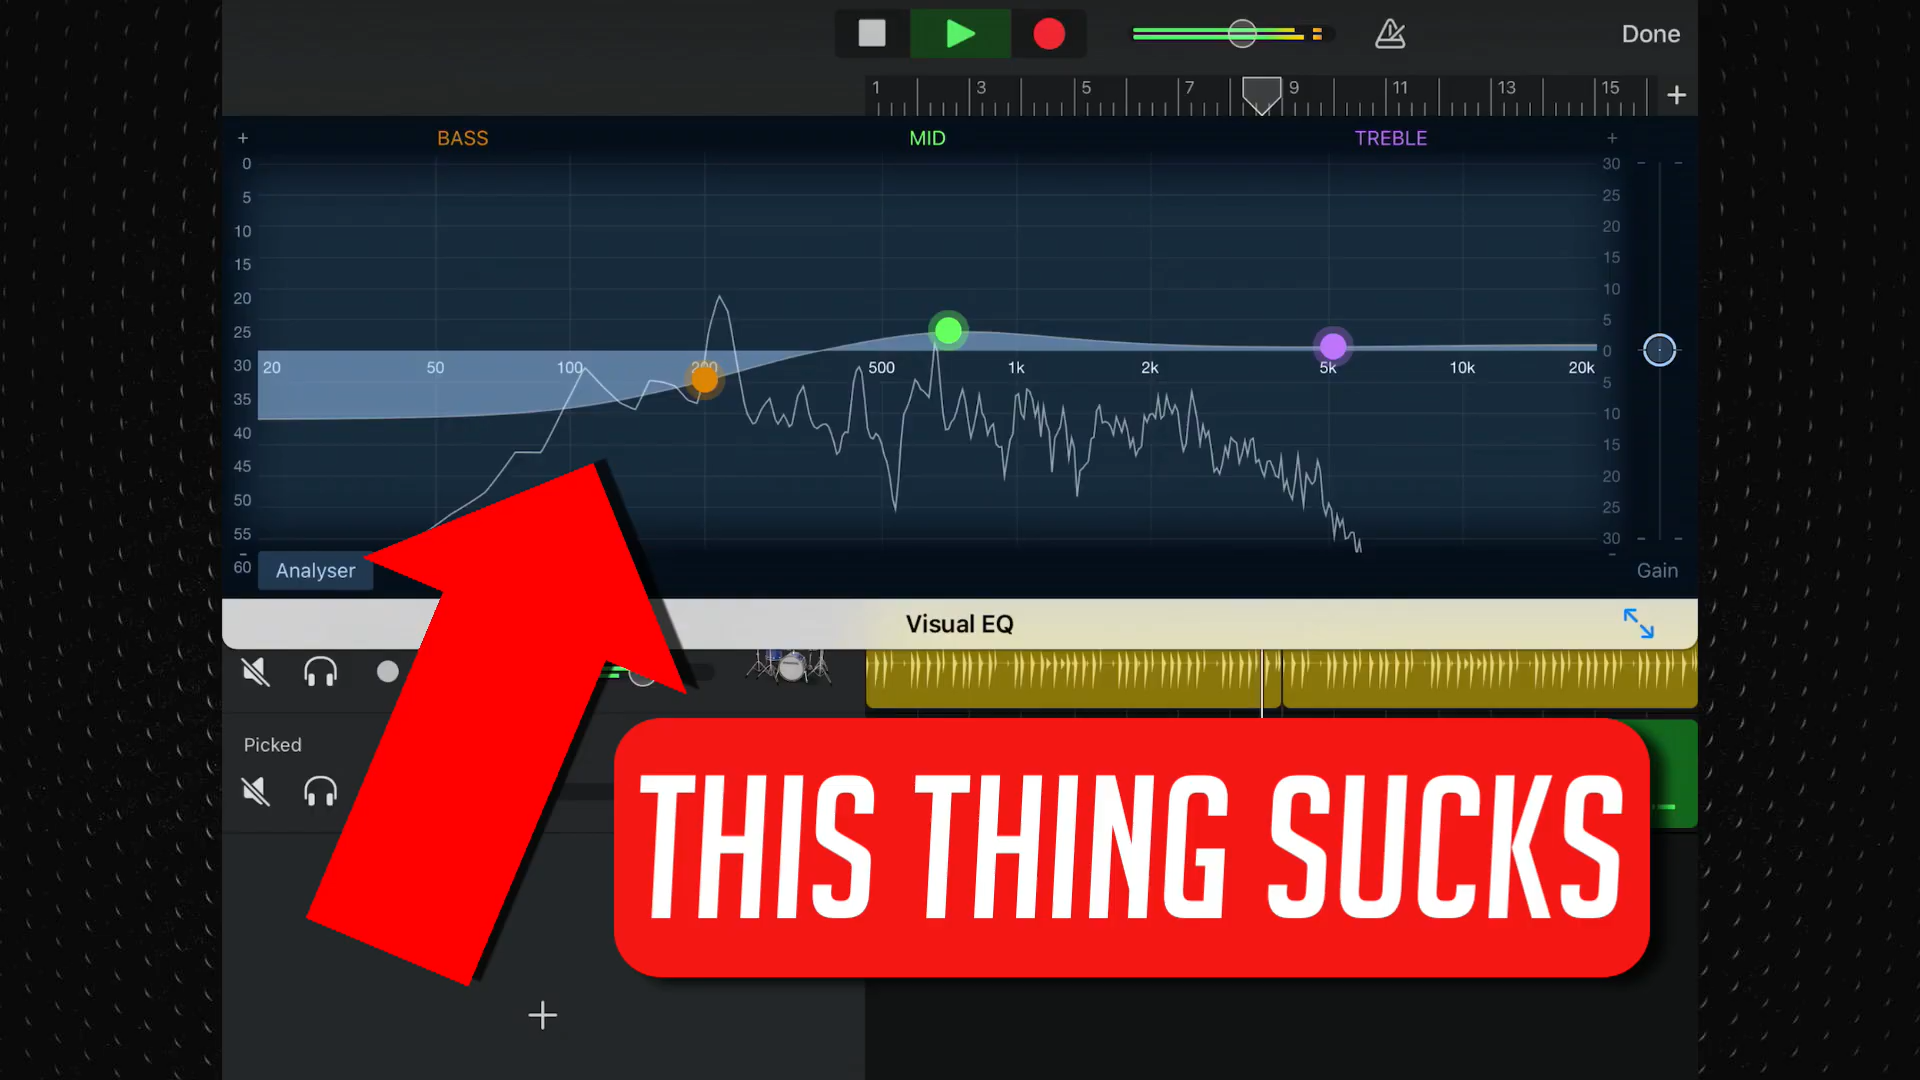 Done
1 3 5 7 9 11 13 15 +
+ BASS MID TREBLE +
0 30
5 25
10 20
15 15
20 10
25 5
30 20 50 100 200 500 1k 2k 5k 10k 20k 0
35 5
40 10
45 15
50 20
55 25
60 30
Analyser Gain
Visual EQ
Picked
THIS THING SUCKS
+